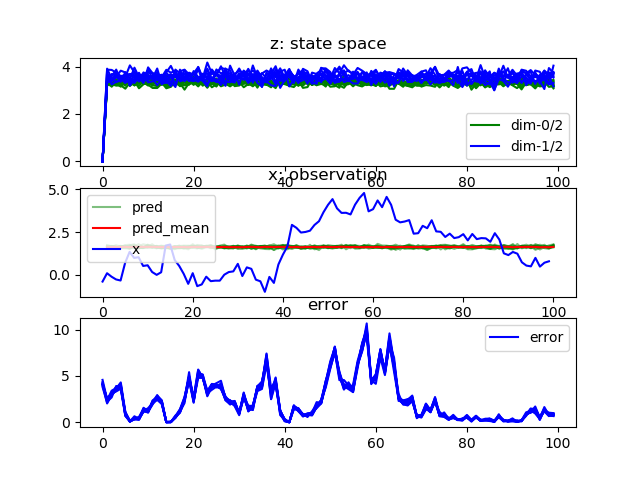 z: state space
4
2
0
dim-0/2
dim-1/2
0 20 40 60 80 100
x: observation
5.0
2.5
0.0
pred
pred_mean
x
0 20 40 60 80 100
error
10
5
0
error
0 20 40 60 80 100